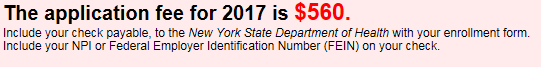 The application fee for 2017 is $560.
Include your check payable, to the New York State Department of Health with your enrollment form.
Include your NPI or Federal Employer Identification Number (FEIN) on your check.